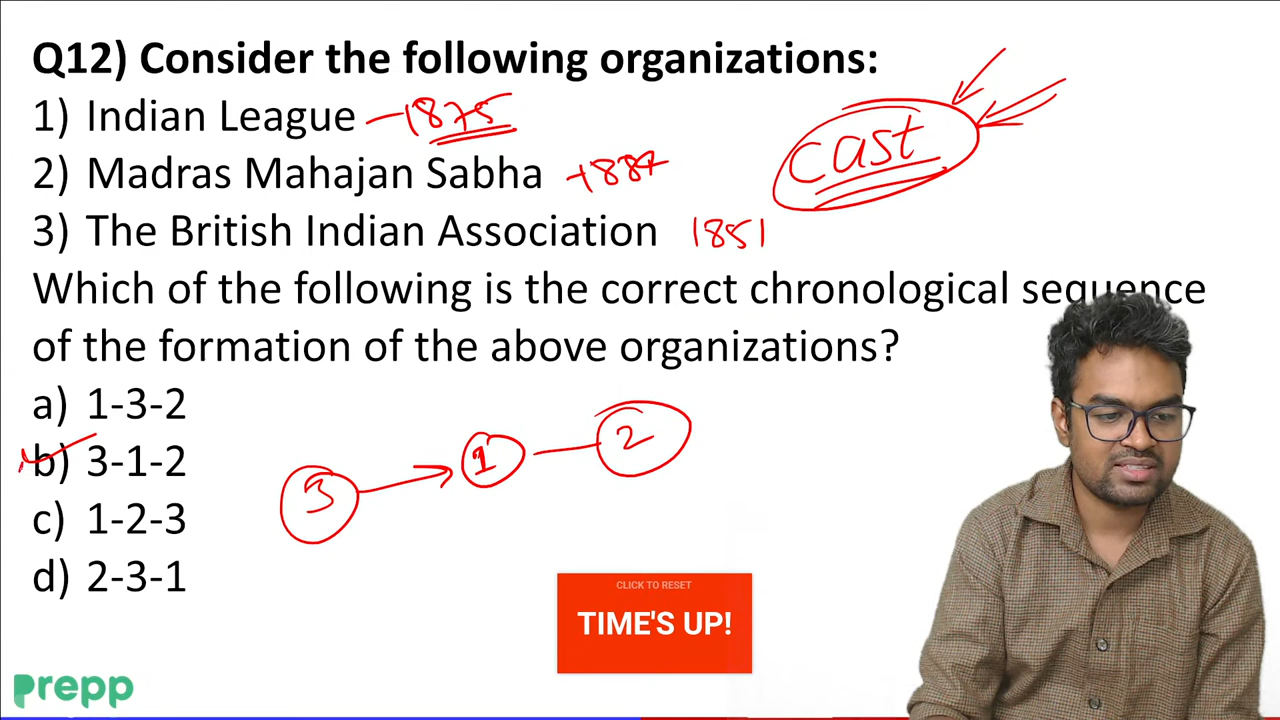 Q12) Consider the following organizations:
1) Indian League - 1875
2) Madras Mahajan Sabha - 1884
3) The British Indian Association 1851
cast
Which of the following is the correct chronological sequence
of the formation of the above organizations?
a) 1-3-2
b) 3-1-2
c) 1-2-3
d) 2-3-1
3 1 2
CLICK TO RESET
TIME'S UP!
prepp